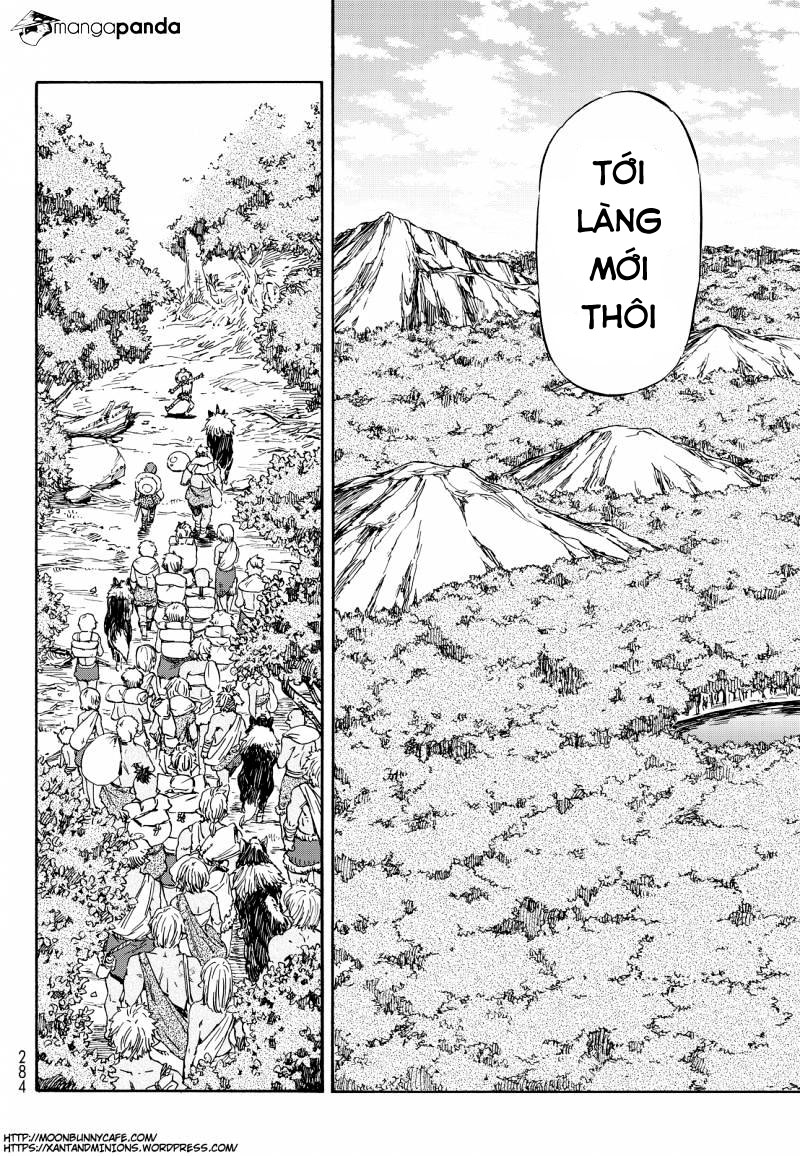 mangapanda
TỚI
LÀNG
MỚI
THÔI
284
HTTP://MOONBUNNYCAFE.COM/
HTTPS://XANTANDMINIONS.WORDPRESS.COM/